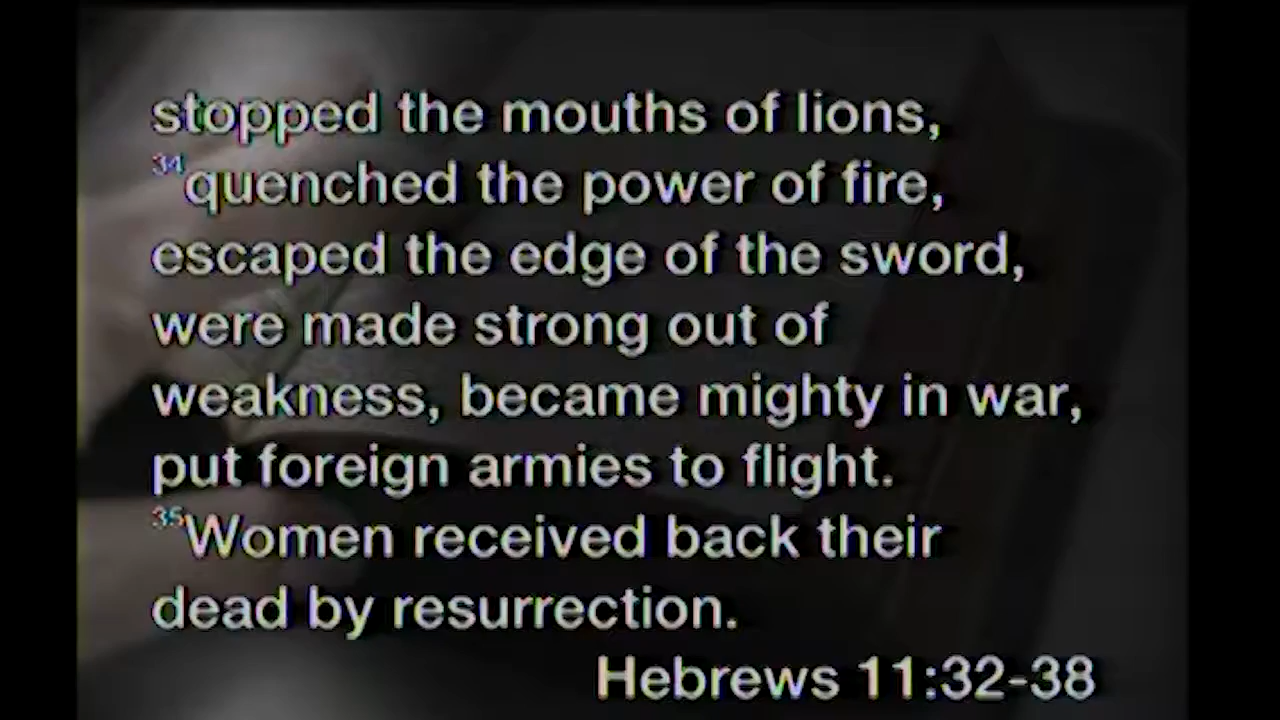 stopped the mouths of lions,
34quenched the power of fire,
escaped the edge of the sword,
were made strong out of
weakness, became mighty in war,
put foreign armies to flight.
35Women received back their
dead by resurrection.
Hebrews 11:32-38